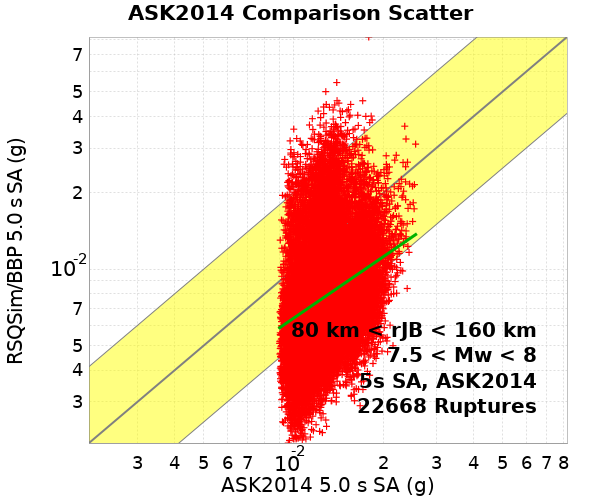 ASK2014 Comparison Scatter
RSQSim/BBP 5.0 s SA (g)
7
5
4
3
2
10-2
7
5
4
3
80 km < rJB < 160 km
7.5 < Mw < 8
5s SA, ASK2014
22668 Ruptures
3 4 5 6 7 10-2 2 3 4 5 6 7 8
ASK2014 5.0 s SA (g)